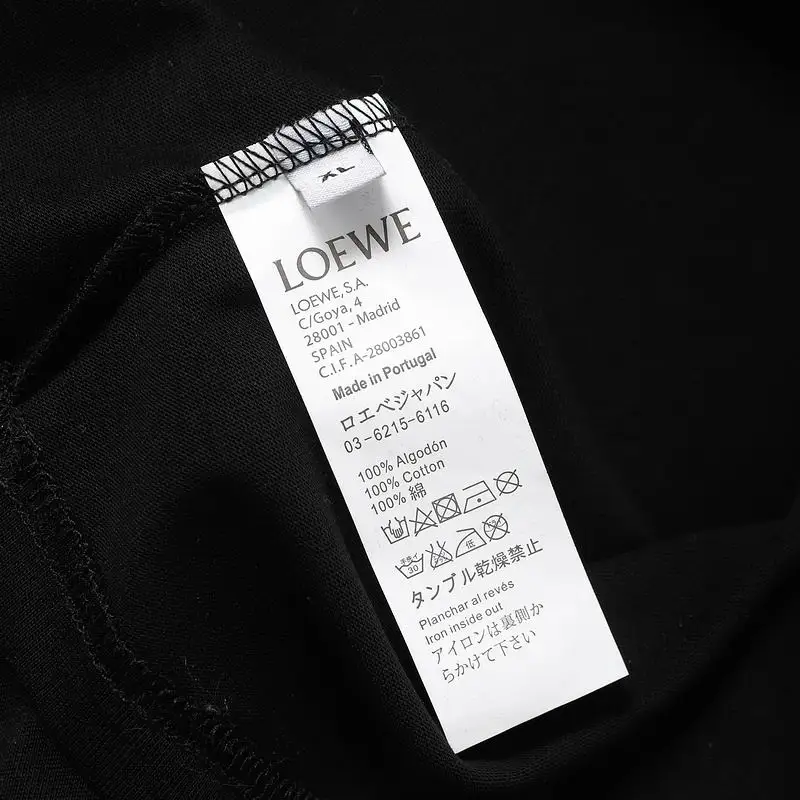 XL
LOEWE
LOEWE, S.A.
C/Goya, 4
28001 - Madrid
SPAIN
C.I.F.A-28003861
Made in Portugal
ロエベジャパン
03-6215-6116
100% Algodón
100% Cotton
100% 綿
30 低
タンブル乾燥禁止
Planchar al revés
Iron inside out
アイロンは裏側か
らかけて下さい